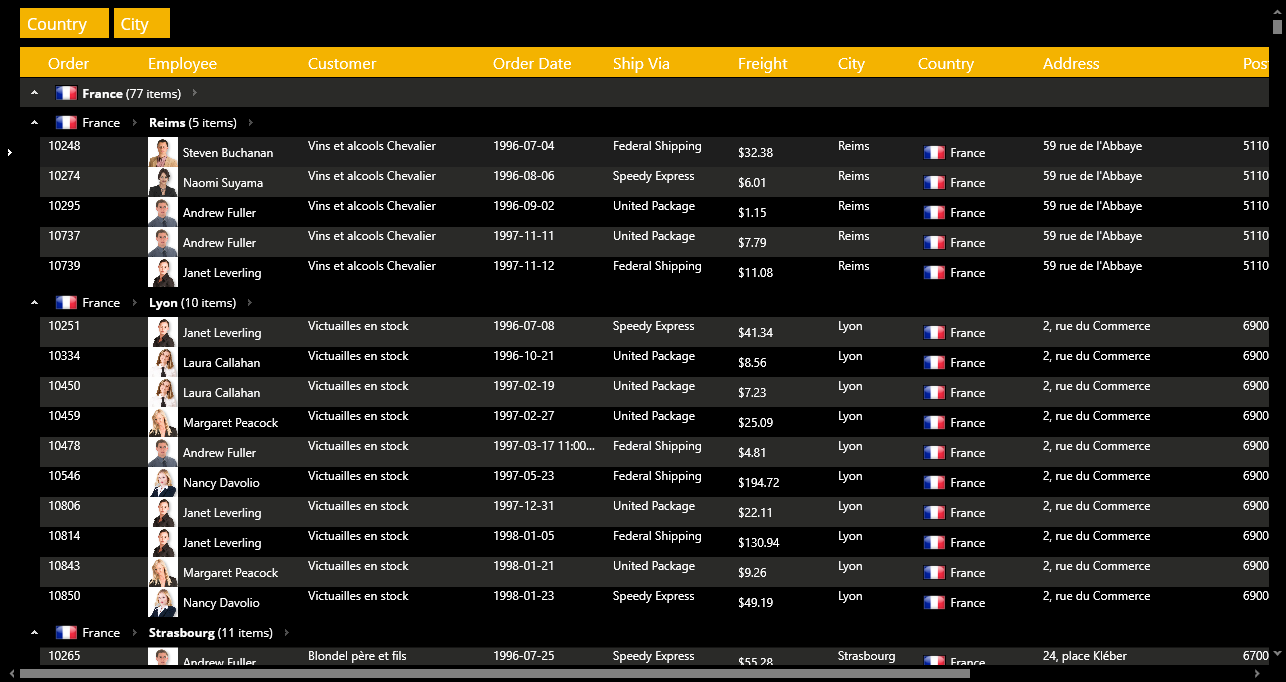 Country City
Order Employee Customer Order Date Ship Via Freight City Country Address Pos
France (77 items)
France Reims (5 items)
10248 Steven Buchanan Vins et alcools Chevalier 1996-07-04 Federal Shipping $32.38 Reims France 59 rue de l'Abbaye 5110
10274 Naomi Suyama Vins et alcools Chevalier 1996-08-06 Speedy Express $6.01 Reims France 59 rue de l'Abbaye 5110
10295 Andrew Fuller Vins et alcools Chevalier 1996-09-02 United Package $1.15 Reims France 59 rue de l'Abbaye 5110
10737 Andrew Fuller Vins et alcools Chevalier 1997-11-11 United Package $7.79 Reims France 59 rue de l'Abbaye 5110
10739 Janet Leverling Vins et alcools Chevalier 1997-11-12 Federal Shipping $11.08 Reims France 59 rue de l'Abbaye 5110
France Lyon (10 items)
10251 Janet Leverling Victuailles en stock 1996-07-08 Speedy Express $41.34 Lyon France 2, rue du Commerce 6900
10334 Laura Callahan Victuailles en stock 1996-10-21 United Package $8.56 Lyon France 2, rue du Commerce 6900
10450 Laura Callahan Victuailles en stock 1997-02-19 United Package $7.23 Lyon France 2, rue du Commerce 6900
10459 Margaret Peacock Victuailles en stock 1997-02-27 United Package $25.09 Lyon France 2, rue du Commerce 6900
10478 Andrew Fuller Victuailles en stock 1997-03-17 11:00... Federal Shipping $4.81 Lyon France 2, rue du Commerce 6900
10546 Nancy Davolio Victuailles en stock 1997-05-23 Federal Shipping $194.72 Lyon France 2, rue du Commerce 6900
10806 Janet Leverling Victuailles en stock 1997-12-31 United Package $22.11 Lyon France 2, rue du Commerce 6900
10814 Janet Leverling Victuailles en stock 1998-01-05 Federal Shipping $130.94 Lyon France 2, rue du Commerce 6900
10843 Margaret Peacock Victuailles en stock 1998-01-21 United Package $9.26 Lyon France 2, rue du Commerce 6900
10850 Nancy Davolio Victuailles en stock 1998-01-23 Speedy Express $49.19 Lyon France 2, rue du Commerce 6900
France Strasbourg (11 items)
10265 Andrew Fuller Blondel père et fils 1996-07-25 Speedy Express $55.28 Strasbourg France 24, place Kléber 6700